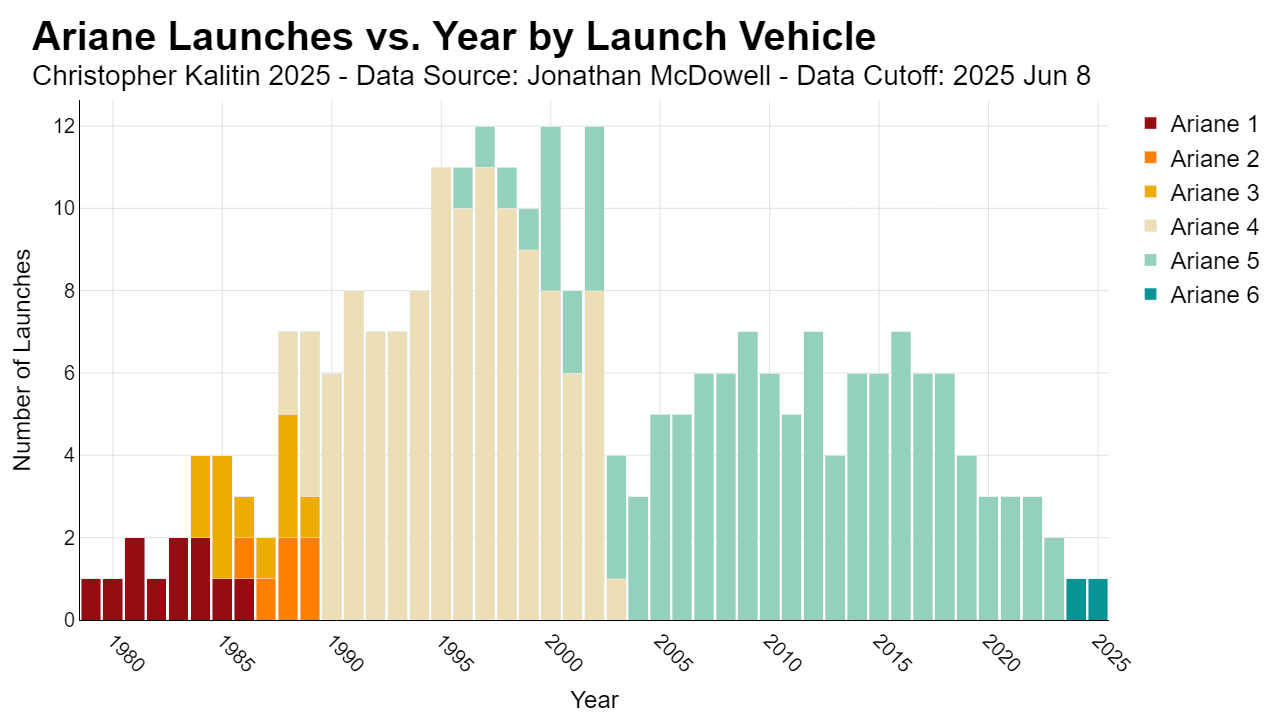 Ariane Launches vs. Year by Launch Vehicle
Christopher Kalitin 2025 - Data Source: Jonathan McDowell - Data Cutoff: 2025 Jun 8
Ariane 1
Ariane 2
Ariane 3
Ariane 4
Ariane 5
Ariane 6
Number of Launches
12
10
8
6
4
2
0
1980
1985
1990
1995
2000
2005
2010
2015
2020
2025
Year